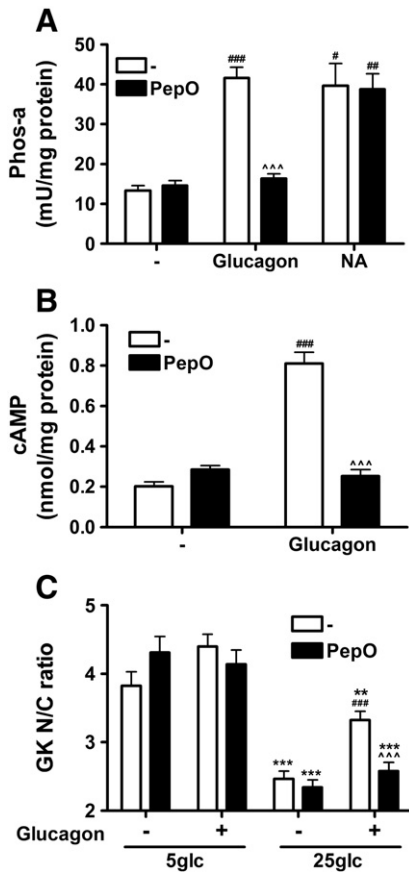 A
Phos-a
(mU/mg protein)
50
40
30
20
10
0
-
PepO
###
^^^
#
##
-
Glucagon
NA
B
cAMP
(nmol/mg protein)
1.0
0.8
0.6
0.4
0.2
0.0
-
PepO
###
^^^
-
Glucagon
C
GK N/C ratio
5
4
3
2
-
PepO
***
***
**
###
***
^^^
Glucagon - + - +
5glc 25glc